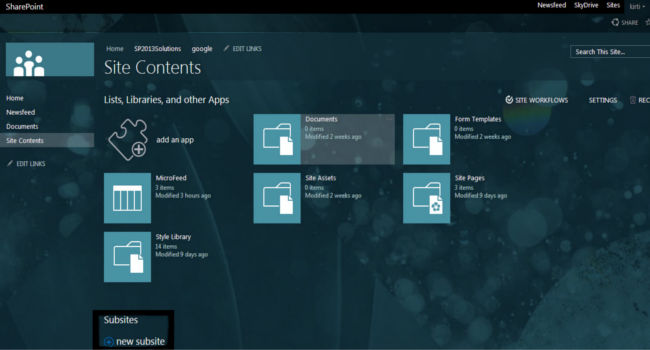 SharePoint
Newsfeed SkyDrive Sites kirti
SHARE
Home SP2013Solutions google EDIT LINKS
Site Contents
Search This Site...
Home
Newsfeed
Documents
Site Contents
EDIT LINKS
Lists, Libraries, and other Apps
SITE WORKFLOWS SETTINGS REC
add an app
Documents
0 items
Modified 2 weeks ago
Form Templates
0 items
Modified 2 weeks ago
MicroFeed
3 items
Modified 3 hours ago
Site Assets
0 items
Modified 2 weeks ago
Site Pages
3 items
Modified 9 days ago
Style Library
14 items
Modified 9 days ago
Subsites
new subsite